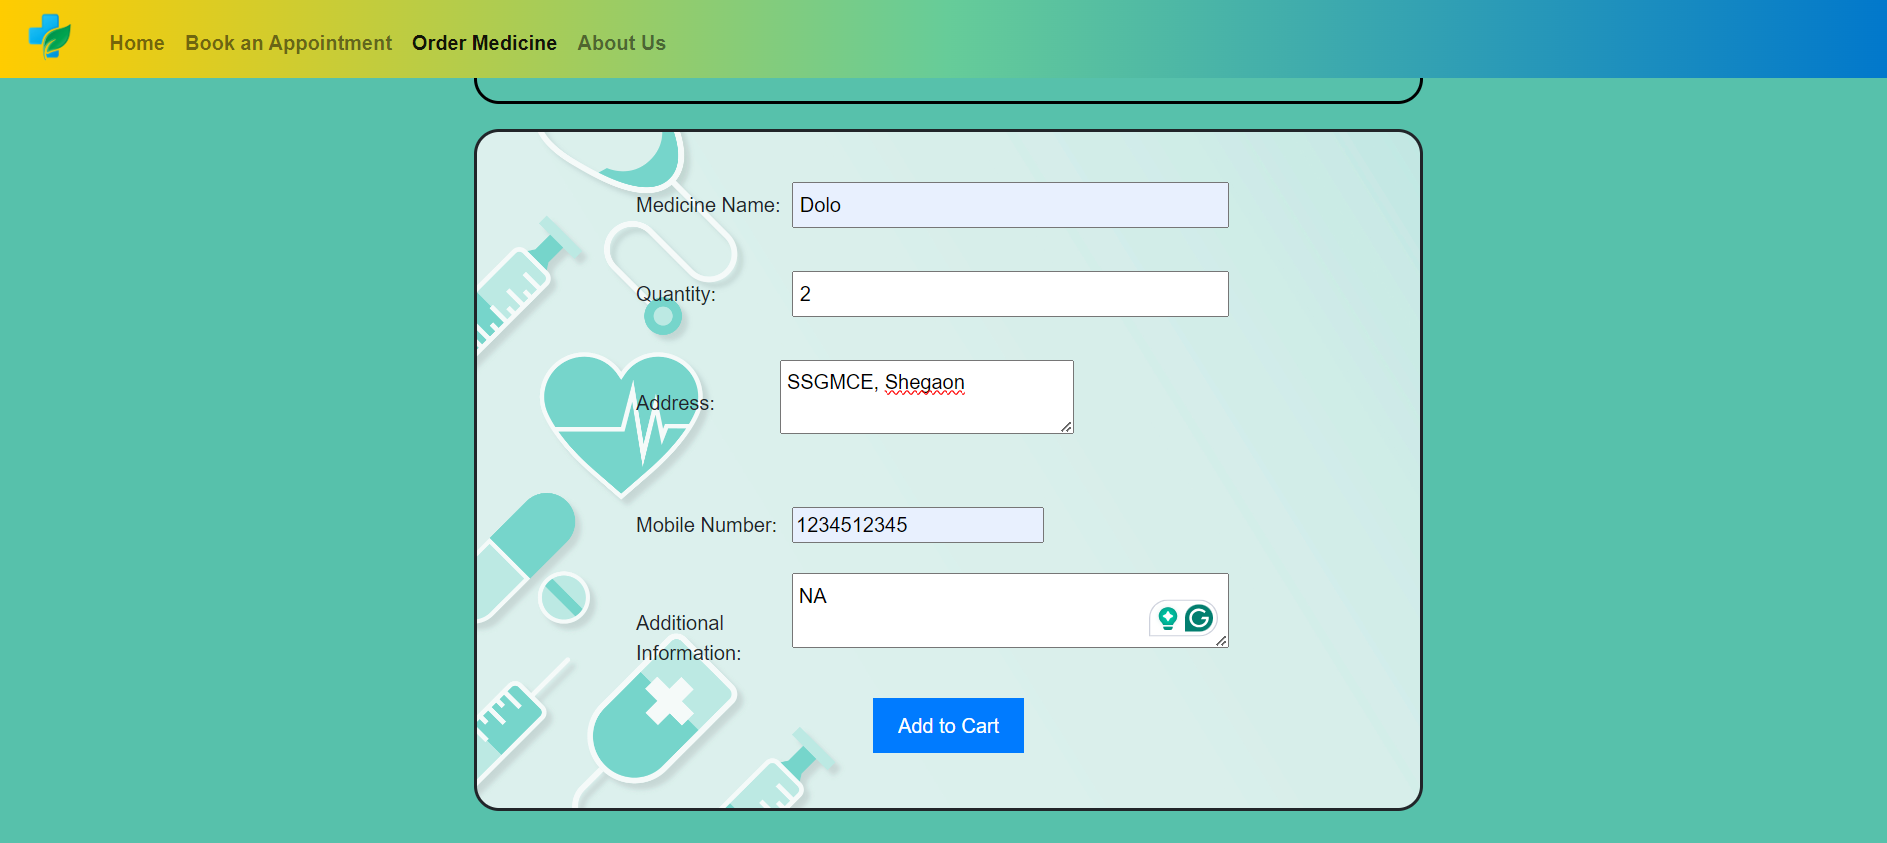 Home Book an Appointment Order Medicine About Us
Medicine Name: Dolo
Quantity: 2
Address: SSGMCE, Shegaon
Mobile Number: 1234512345
Additional
Information:
NA
Add to Cart